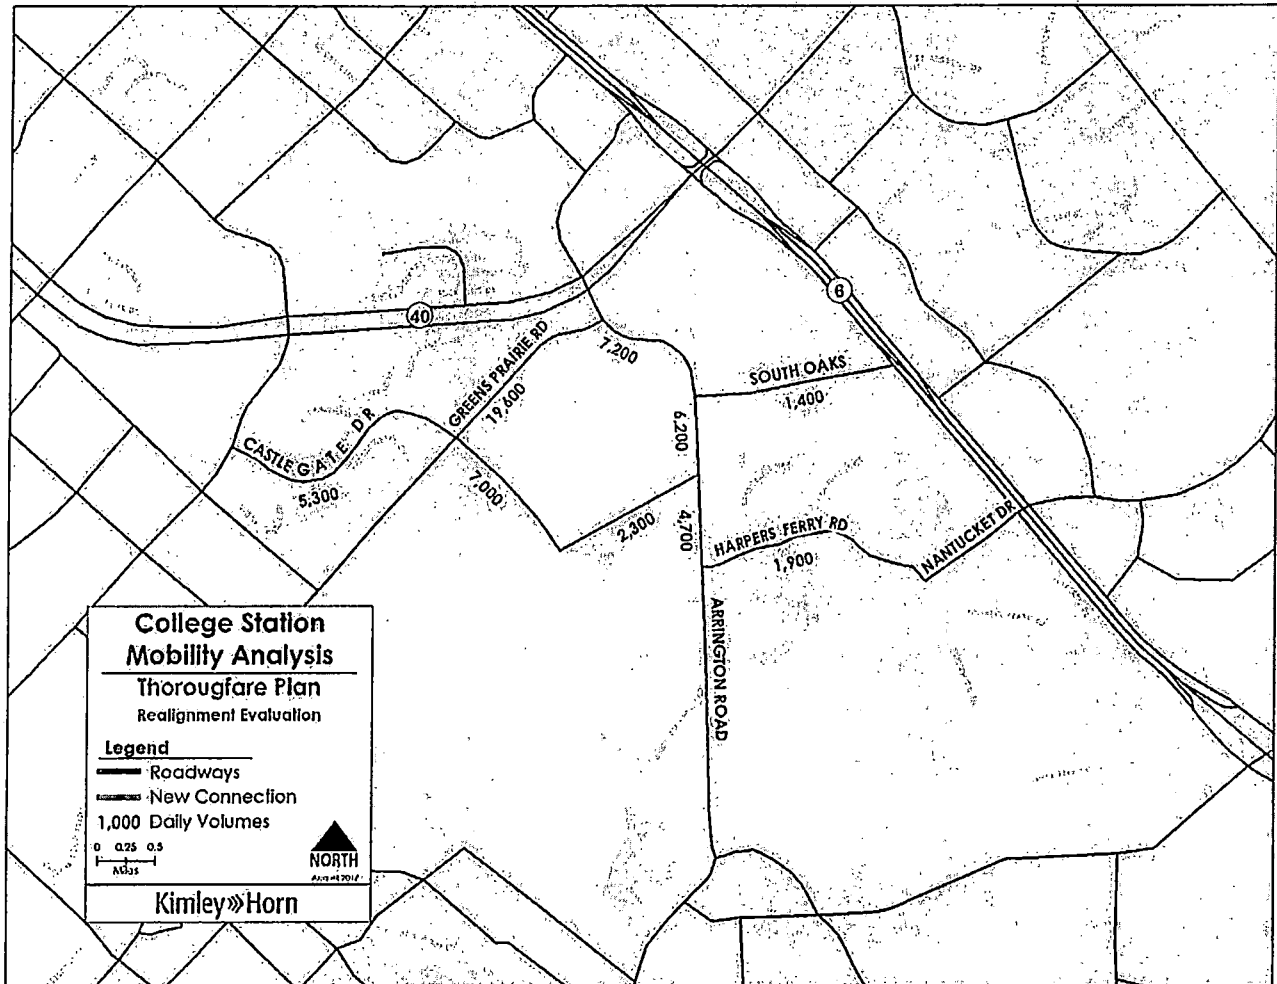 6
40
GREENS PRAIRIE RD
19,600
7,200
SOUTH OAKS
1,400
6,200
CASTLEGATE DR
5,300
7,000
2,300
4,700
HARPERS FERRY RD
1,900
NANTUCKET DR
ARRINGTON ROAD
College Station
Mobility Analysis
Thorougfare Plan
Realignment Evaluation
Legend
Roadways
New Connection
1,000 Daily Volumes
0 0.25 0.5
Miles
NORTH
Kimley»Horn